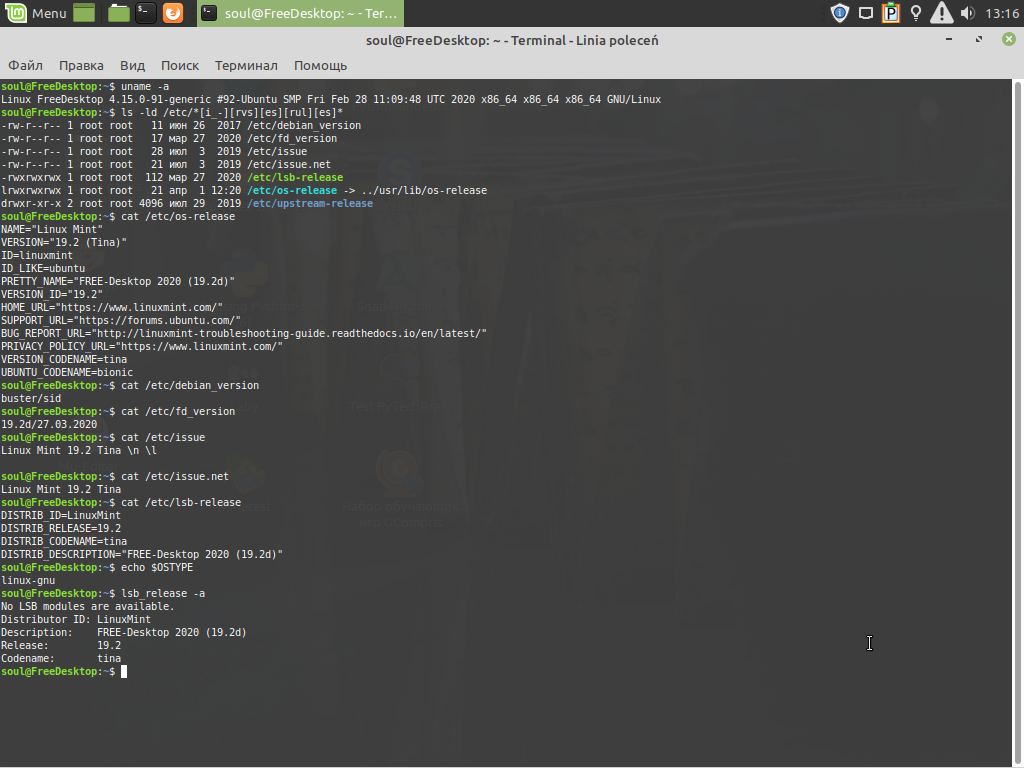 Menu
soul@FreeDesktop: ~ - Ter...
13:16
soul@FreeDesktop: ~ - Terminal - Linia poleceń
Файл Правка Вид Поиск Терминал Помощь
soul@FreeDesktop:~$ uname -a
Linux FreeDesktop 4.15.0-91-generic #92-Ubuntu SMP Fri Feb 28 11:09:48 UTC 2020 x86_64 x86_64 x86_64 GNU/Linux
soul@FreeDesktop:~$ ls -ld /etc/*[i_-][rvs][es][rul][es]*
-rw-r--r-- 1 root root   11 июн 26  2017 /etc/debian_version
-rw-r--r-- 1 root root   17 мар 27  2020 /etc/fd_version
-rw-r--r-- 1 root root   28 июл  3  2019 /etc/issue
-rw-r--r-- 1 root root   21 июл  3  2019 /etc/issue.net
-rwxrwxrwx 1 root root  112 мар 27  2020 /etc/lsb-release
lrwxrwxrwx 1 root root   21 апр  1 12:20 /etc/os-release -> ../usr/lib/os-release
drwxr-xr-x 2 root root 4096 июл 29  2019 /etc/upstream-release
soul@FreeDesktop:~$ cat /etc/os-release
NAME="Linux Mint"
VERSION="19.2 (Tina)"
ID=linuxmint
ID_LIKE=ubuntu
PRETTY_NAME="FREE-Desktop 2020 (19.2d)"
VERSION_ID="19.2"
HOME_URL="https://www.linuxmint.com/"
SUPPORT_URL="https://forums.ubuntu.com/"
BUG_REPORT_URL="http://linuxmint-troubleshooting-guide.readthedocs.io/en/latest/"
PRIVACY_POLICY_URL="https://www.linuxmint.com/"
VERSION_CODENAME=tina
UBUNTU_CODENAME=bionic
soul@FreeDesktop:~$ cat /etc/debian_version
buster/sid
soul@FreeDesktop:~$ cat /etc/fd_version
19.2d/27.03.2020
soul@FreeDesktop:~$ cat /etc/issue
Linux Mint 19.2 Tina \n \l
soul@FreeDesktop:~$ cat /etc/issue.net
Linux Mint 19.2 Tina
soul@FreeDesktop:~$ cat /etc/lsb-release
DISTRIB_ID=LinuxMint
DISTRIB_RELEASE=19.2
DISTRIB_CODENAME=tina
DISTRIB_DESCRIPTION="FREE-Desktop 2020 (19.2d)"
soul@FreeDesktop:~$ echo $OSTYPE
linux-gnu
soul@FreeDesktop:~$ lsb_release -a
No LSB modules are available.
Distributor ID: LinuxMint
Description:    FREE-Desktop 2020 (19.2d)
Release:        19.2
Codename:       tina
soul@FreeDesktop:~$